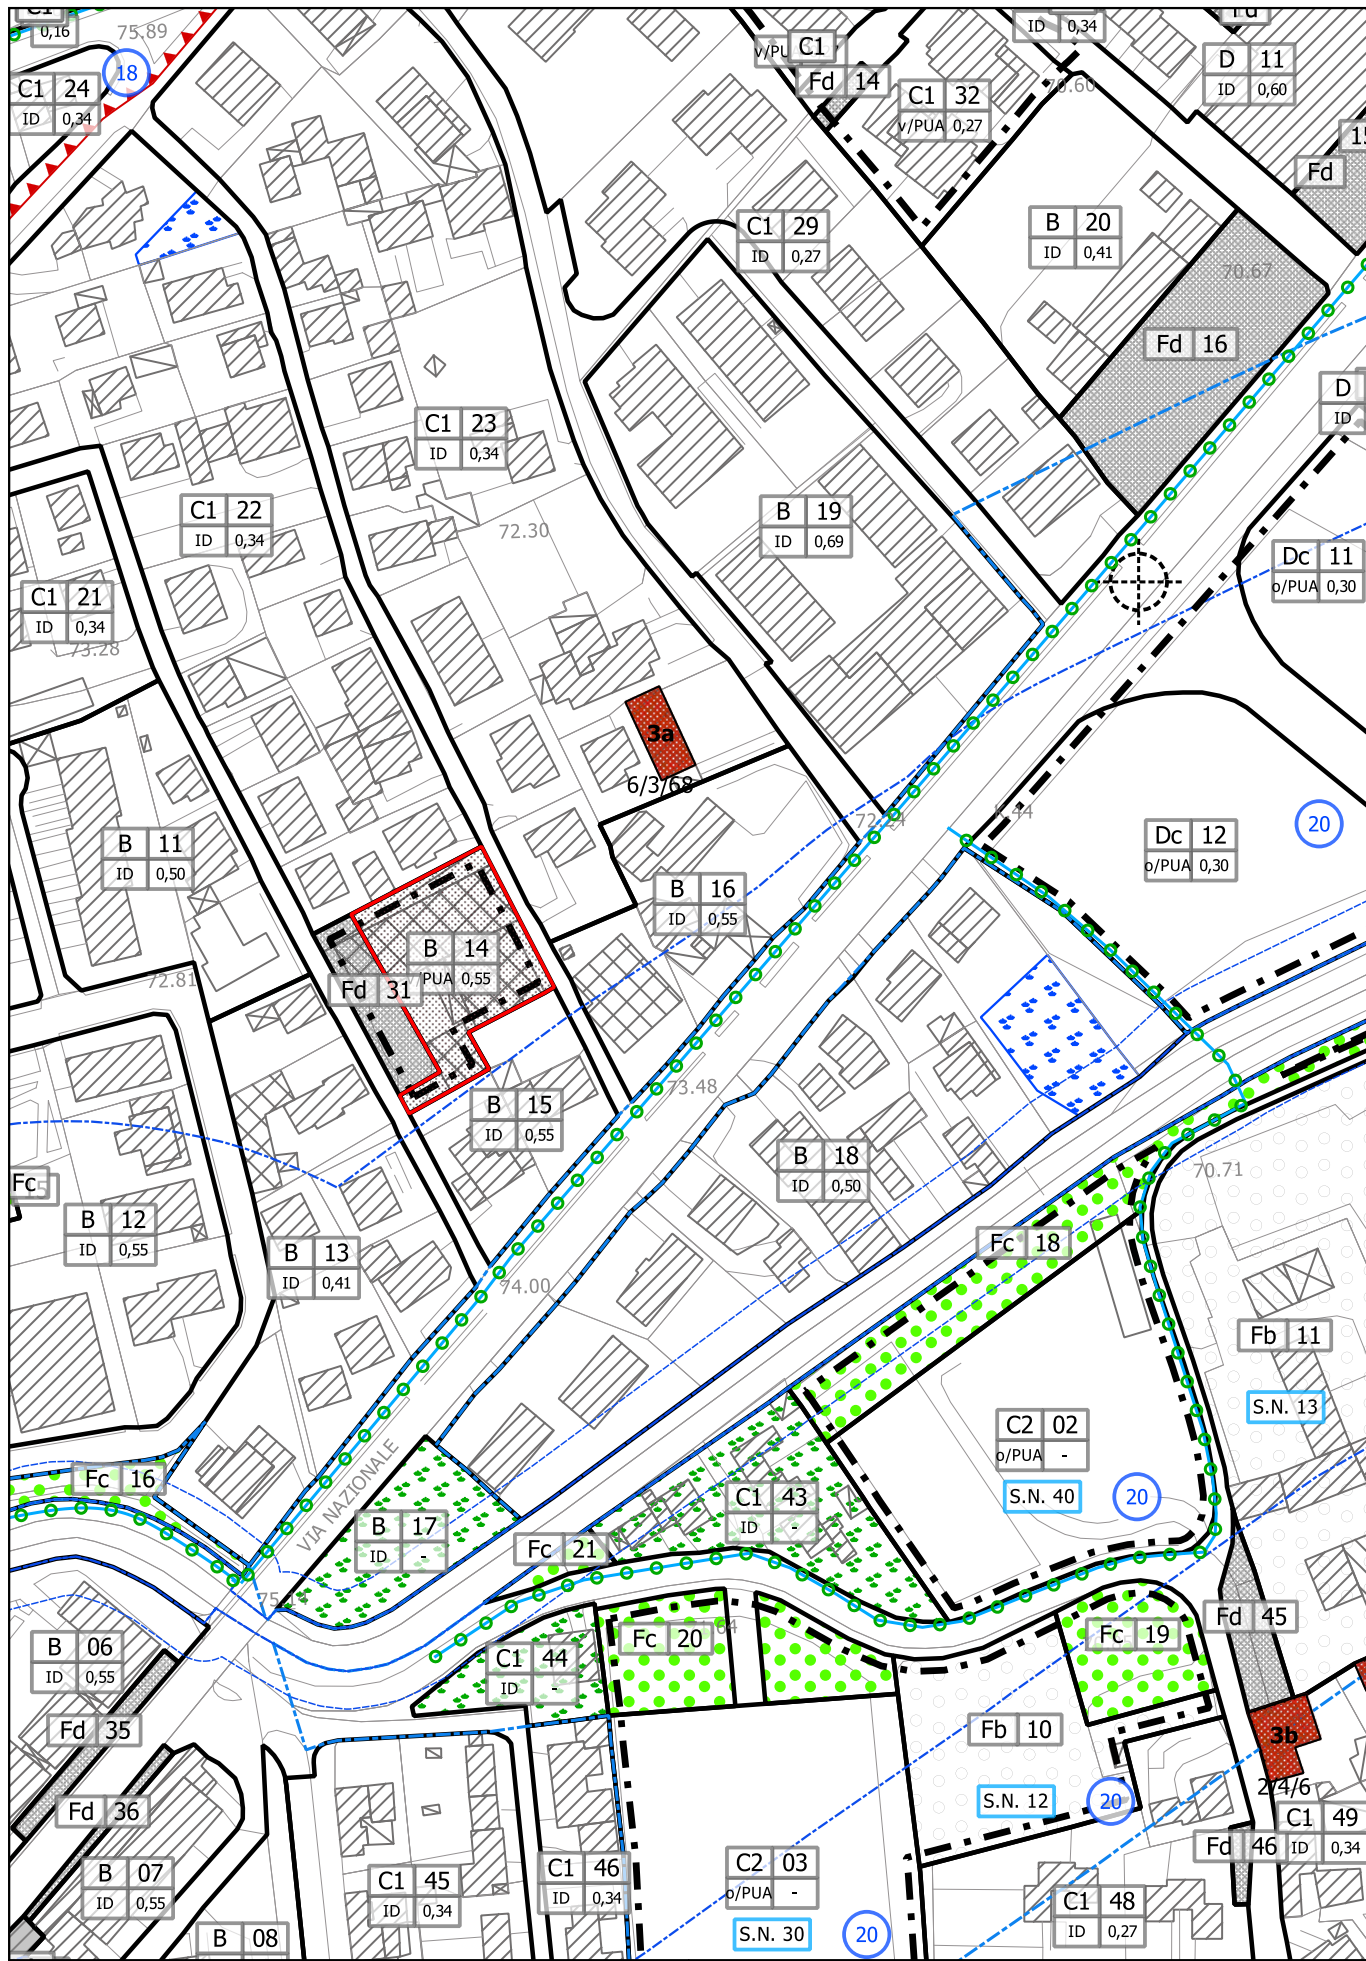 C1
0,16
75.89
18
C1 24
ID 0,34
v/PU
C1
Fd 14
ID 0,34
Fd
C1 32
v/PUA 0,27
70.60
D 11
ID 0,60
15
Fd
C1 29
ID 0,27
B 20
ID 0,41
70.67
Fd 16
D
ID
C1 23
ID 0,34
72.30
C1 22
ID 0,34
B 19
ID 0,69
Dc 11
o/PUA 0,30
C1 21
ID 0,34
73.28
3a
6/3/68
72.24
Dc 12
o/PUA 0,30
20
B 11
ID 0,50
B 16
ID 0,55
B 14
PUA 0,55
Fd 31
72.81
73.48
B 15
ID 0,55
B 18
ID 0,50
70.71
Fc
B 12
ID 0,55
B 13
ID 0,41
74.00
Fc 18
Fb 11
S.N. 13
C2 02
o/PUA -
S.N. 40
20
Fc 16
VIA NAZIONALE
B 17
ID -
C1 43
ID -
Fc 21
B 06
ID 0,55
Fd 35
C1 44
ID -
Fc 20
Fc 19
Fd 45
Fb 10
S.N. 12
20
3b
2/4/6
Fd 36
B 07
ID 0,55
C1 45
ID 0,34
C1 46
ID 0,34
C2 03
o/PUA -
S.N. 30
20
C1 49
Fd 46 ID 0,34
C1 48
ID 0,27
B 08